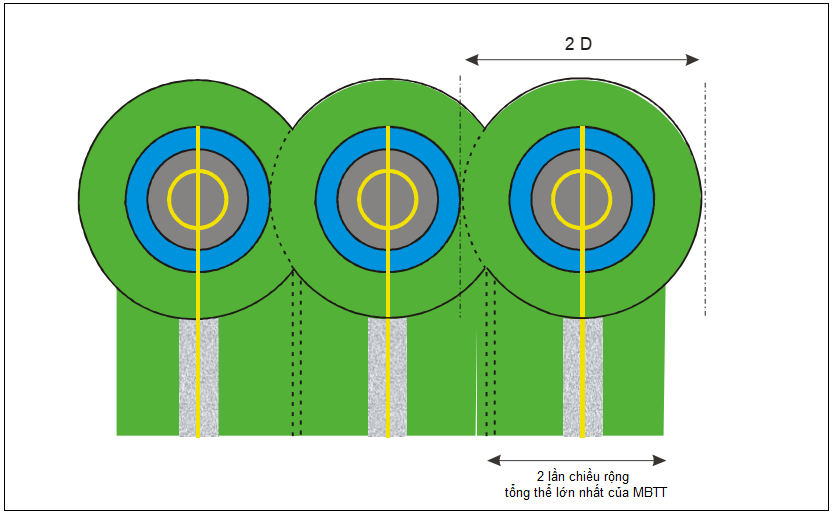 2 D
2 lần chiều rộng
tổng thể lớn nhất của MBTT